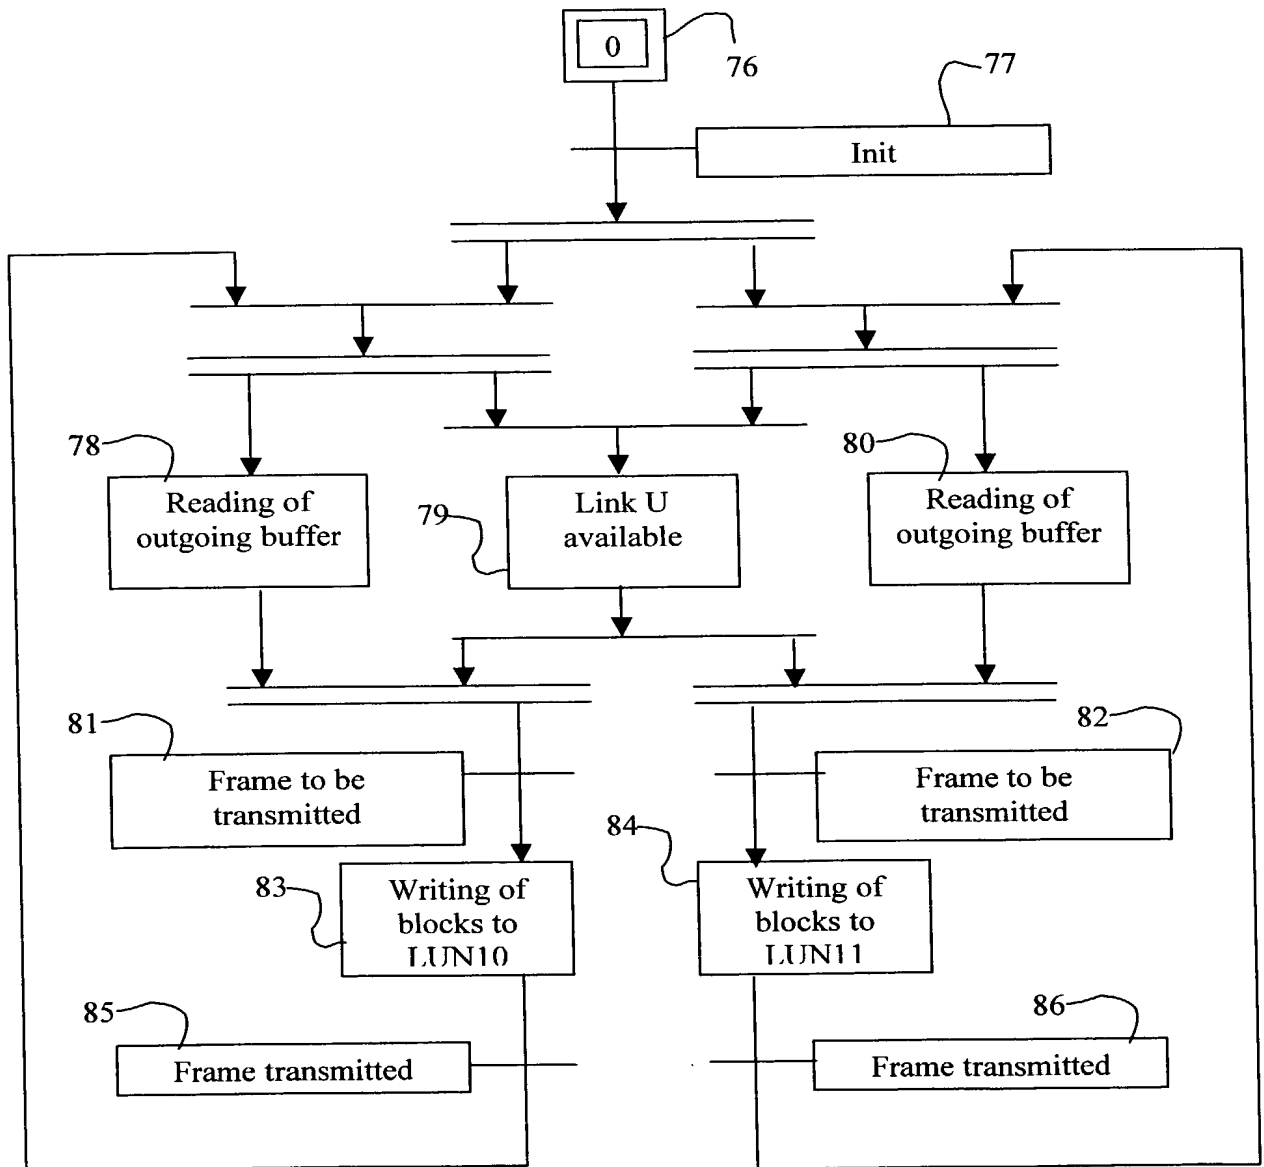 0
76
77
Init
78
Reading of
outgoing buffer
79
Link U
available
80
Reading of
outgoing buffer
81
Frame to be
transmitted
82
Frame to be
transmitted
83
Writing of
blocks to
LUN10
84
Writing of
blocks to
LUN11
85
Frame transmitted
86
Frame transmitted